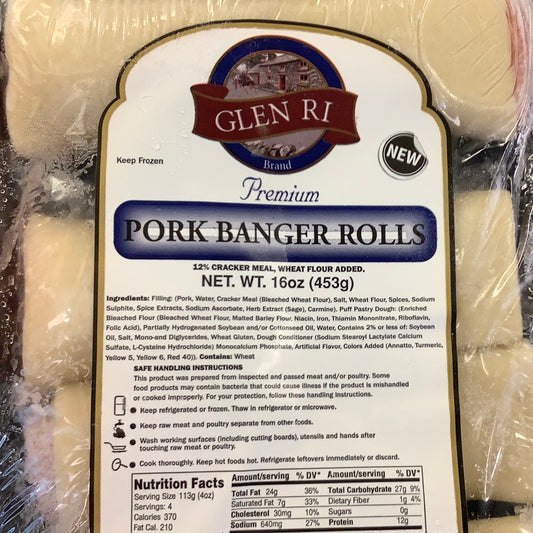 GLEN RI
Brand
Keep Frozen
NEW
Premium
PORK BANGER ROLLS
12% CRACKER MEAL, WHEAT FLOUR ADDED.
NET. WT. 16oz (453g)
Ingredients: Filling: (Pork, Water, Cracker Meal (Bleached Wheat Flour), Salt, Wheat Flour, Spices, Sodium
Sulphite, Spice Extracts, Sodium Ascorbate, Herb Extract (Sage), Carmine). Puff Pastry Dough: (Enriched
Bleached Flour (Bleached Wheat Flour, Malted Barley Flour, Niacin, Iron, Thiamin Mononitrate, Riboflavin,
Folic Acid), Partially Hydrogenated Soybean and/or Cottonseed Oil, Water, Contains 2% or less of: Soybean
Oil, Salt, Mono-and Diglycerides, Wheat Gluten, Dough Conditioner (Sodium Stearoyl Lactylate Calcium
Sulfate, L-Cysteine Hydrochloride) Monocalcium Phosphate, Artificial Flavor, Colors Added (Annatto, Turmeric,
Yellow 5, Yellow 6, Red 40)). Contains: Wheat
SAFE HANDLING INSTRUCTIONS
This product was prepared from inspected and passed meat and/or poultry. Some
food products may contain bacteria that could cause illness if the product is mishandled
or cooked improperly. For your protection, follow these handling instructions.
● Keep refrigerated or frozen. Thaw in refrigerator or microwave.
● Keep raw meat and poultry separate from other foods.
● Wash working surfaces (including cutting boards), utensils and hands after
touching raw meat or poultry.
● Cook thoroughly. Keep hot foods hot. Refrigerate leftovers immediately or discard.
Nutrition Facts
Serving Size 113g (4oz)
Servings: 4
Calories 370
Fat Cal. 210
Amount/serving % DV* Amount/serving % DV*
Total Fat 24g 36% Total Carbohydrate 27g 9%
Saturated Fat 7g 33% Dietary Fiber 1g 4%
Cholesterol 30mg 10% Sugars 0g
Sodium 640mg 27% Protein 12g